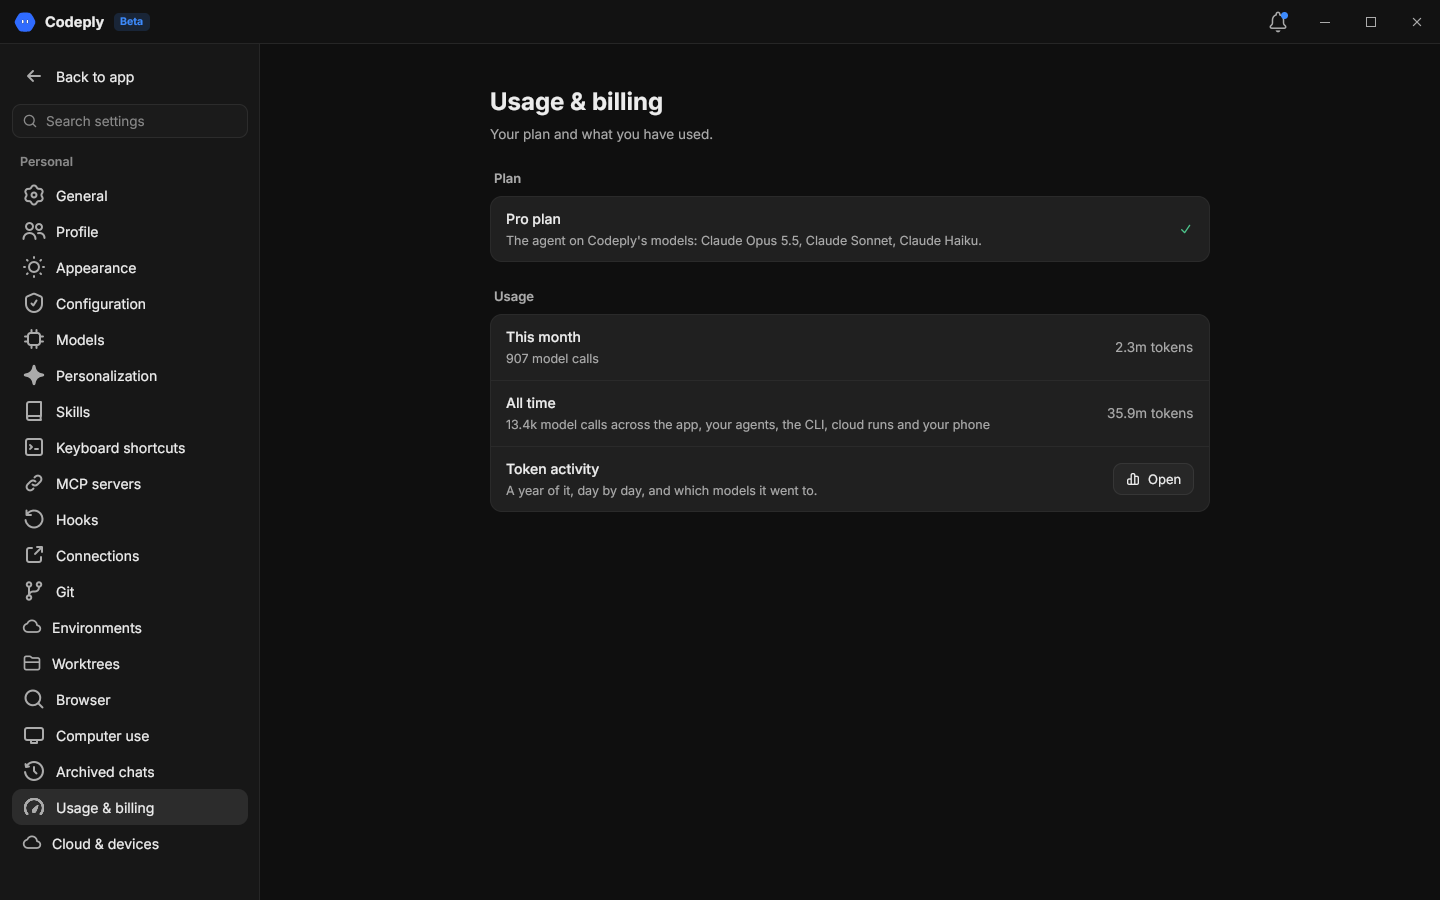 Codeply Beta
Back to app
Search settings
Personal
General
Profile
Appearance
Configuration
Models
Personalization
Skills
Keyboard shortcuts
MCP servers
Hooks
Connections
Git
Environments
Worktrees
Browser
Computer use
Archived chats
Usage & billing
Cloud & devices
Usage & billing
Your plan and what you have used.
Plan
Pro plan
The agent on Codeply's models: Claude Opus 5.5, Claude Sonnet, Claude Haiku.
Usage
This month
907 model calls
2.3m tokens
All time
13.4k model calls across the app, your agents, the CLI, cloud runs and your phone
35.9m tokens
Token activity
A year of it, day by day, and which models it went to.
Open